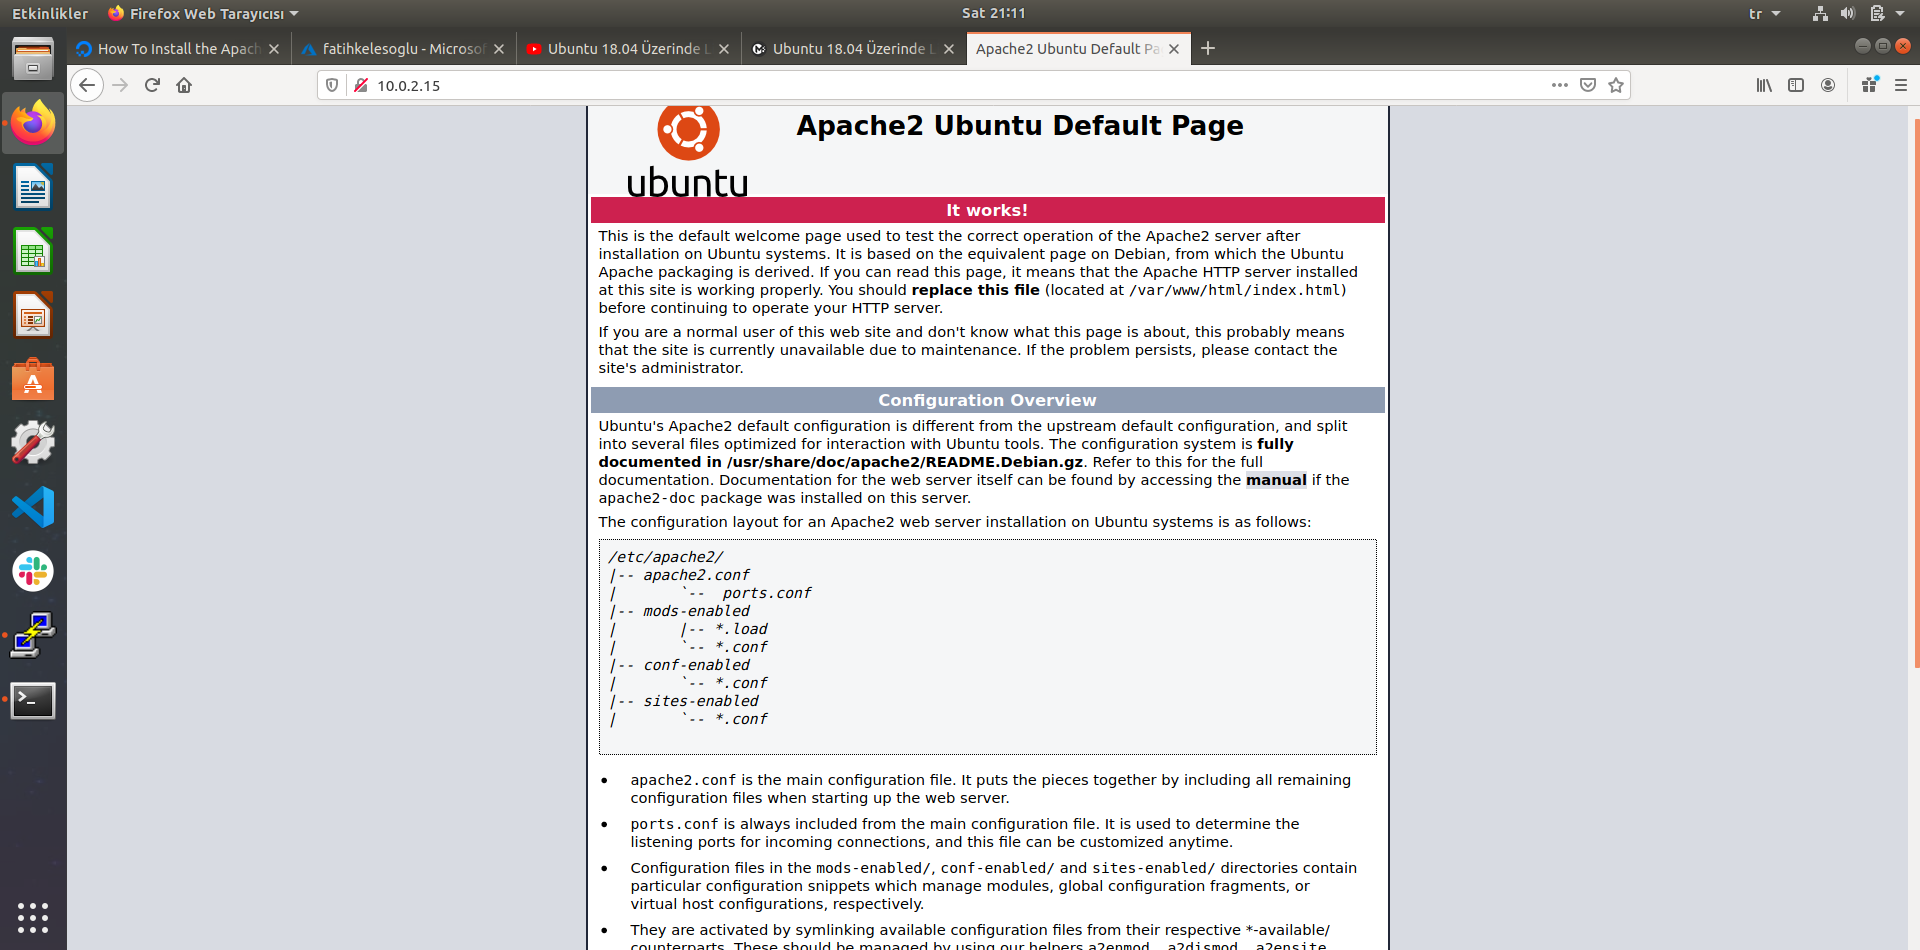 Etkinlikler
Firefox Web Tarayıcısı
Sat 21:11
tr
How To Install the Apach
fatihkelesoglu - Microsof
Ubuntu 18.04 Üzerinde L
Ubuntu 18.04 Üzerinde L
Apache2 Ubuntu Default Pa
10.0.2.15
ubuntu
Apache2 Ubuntu Default Page
It works!
This is the default welcome page used to test the correct operation of the Apache2 server after
installation on Ubuntu systems. It is based on the equivalent page on Debian, from which the Ubuntu
Apache packaging is derived. If you can read this page, it means that the Apache HTTP server installed
at this site is working properly. You should replace this file (located at /var/www/html/index.html)
before continuing to operate your HTTP server.
If you are a normal user of this web site and don't know what this page is about, this probably means
that the site is currently unavailable due to maintenance. If the problem persists, please contact the
site's administrator.
Configuration Overview
Ubuntu's Apache2 default configuration is different from the upstream default configuration, and split
into several files optimized for interaction with Ubuntu tools. The configuration system is fully
documented in /usr/share/doc/apache2/README.Debian.gz. Refer to this for the full
documentation. Documentation for the web server itself can be found by accessing the manual if the
apache2-doc package was installed on this server.
The configuration layout for an Apache2 web server installation on Ubuntu systems is as follows:
/etc/apache2/
|-- apache2.conf
|       `--  ports.conf
|-- mods-enabled
|       |-- *.load
|       `-- *.conf
|-- conf-enabled
|       `-- *.conf
|-- sites-enabled
|       `-- *.conf
• apache2.conf is the main configuration file. It puts the pieces together by including all remaining
configuration files when starting up the web server.
• ports.conf is always included from the main configuration file. It is used to determine the
listening ports for incoming connections, and this file can be customized anytime.
• Configuration files in the mods-enabled/, conf-enabled/ and sites-enabled/ directories contain
particular configuration snippets which manage modules, global configuration fragments, or
virtual host configurations, respectively.
• They are activated by symlinking available configuration files from their respective *-available/
counterparts. These should be managed by using our helpers a2enmod, a2dismod, a2ensite,